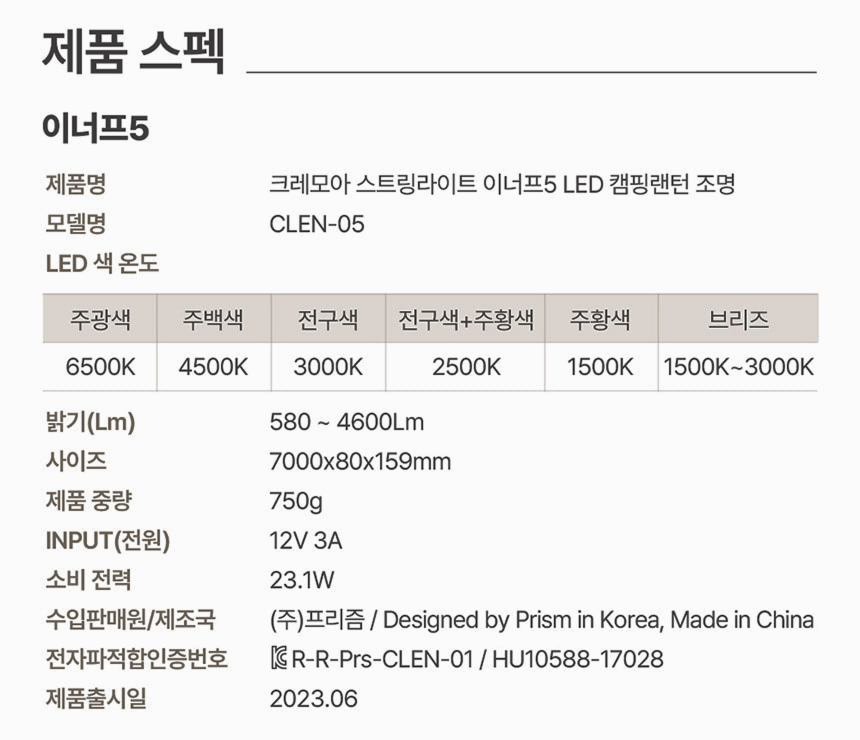 제품 스펙
이너프5
제품명 크레모아 스트링라이트 이너프5 LED 캠핑랜턴 조명
모델명 CLEN-05
LED 색 온도
주광색 주백색 전구색 전구색+주황색 주황색 브리즈
6500K 4500K 3000K 2500K 1500K 1500K~3000K
밝기(Lm) 580 ~ 4600Lm
사이즈 7000x80x159mm
제품 중량 750g
INPUT(전원) 12V 3A
소비 전력 23.1W
수입판매원/제조국 (주)프리즘 / Designed by Prism in Korea, Made in China
전자파적합인증번호 R-R-Prs-CLEN-01 / HU10588-17028
제품출시일 2023.06